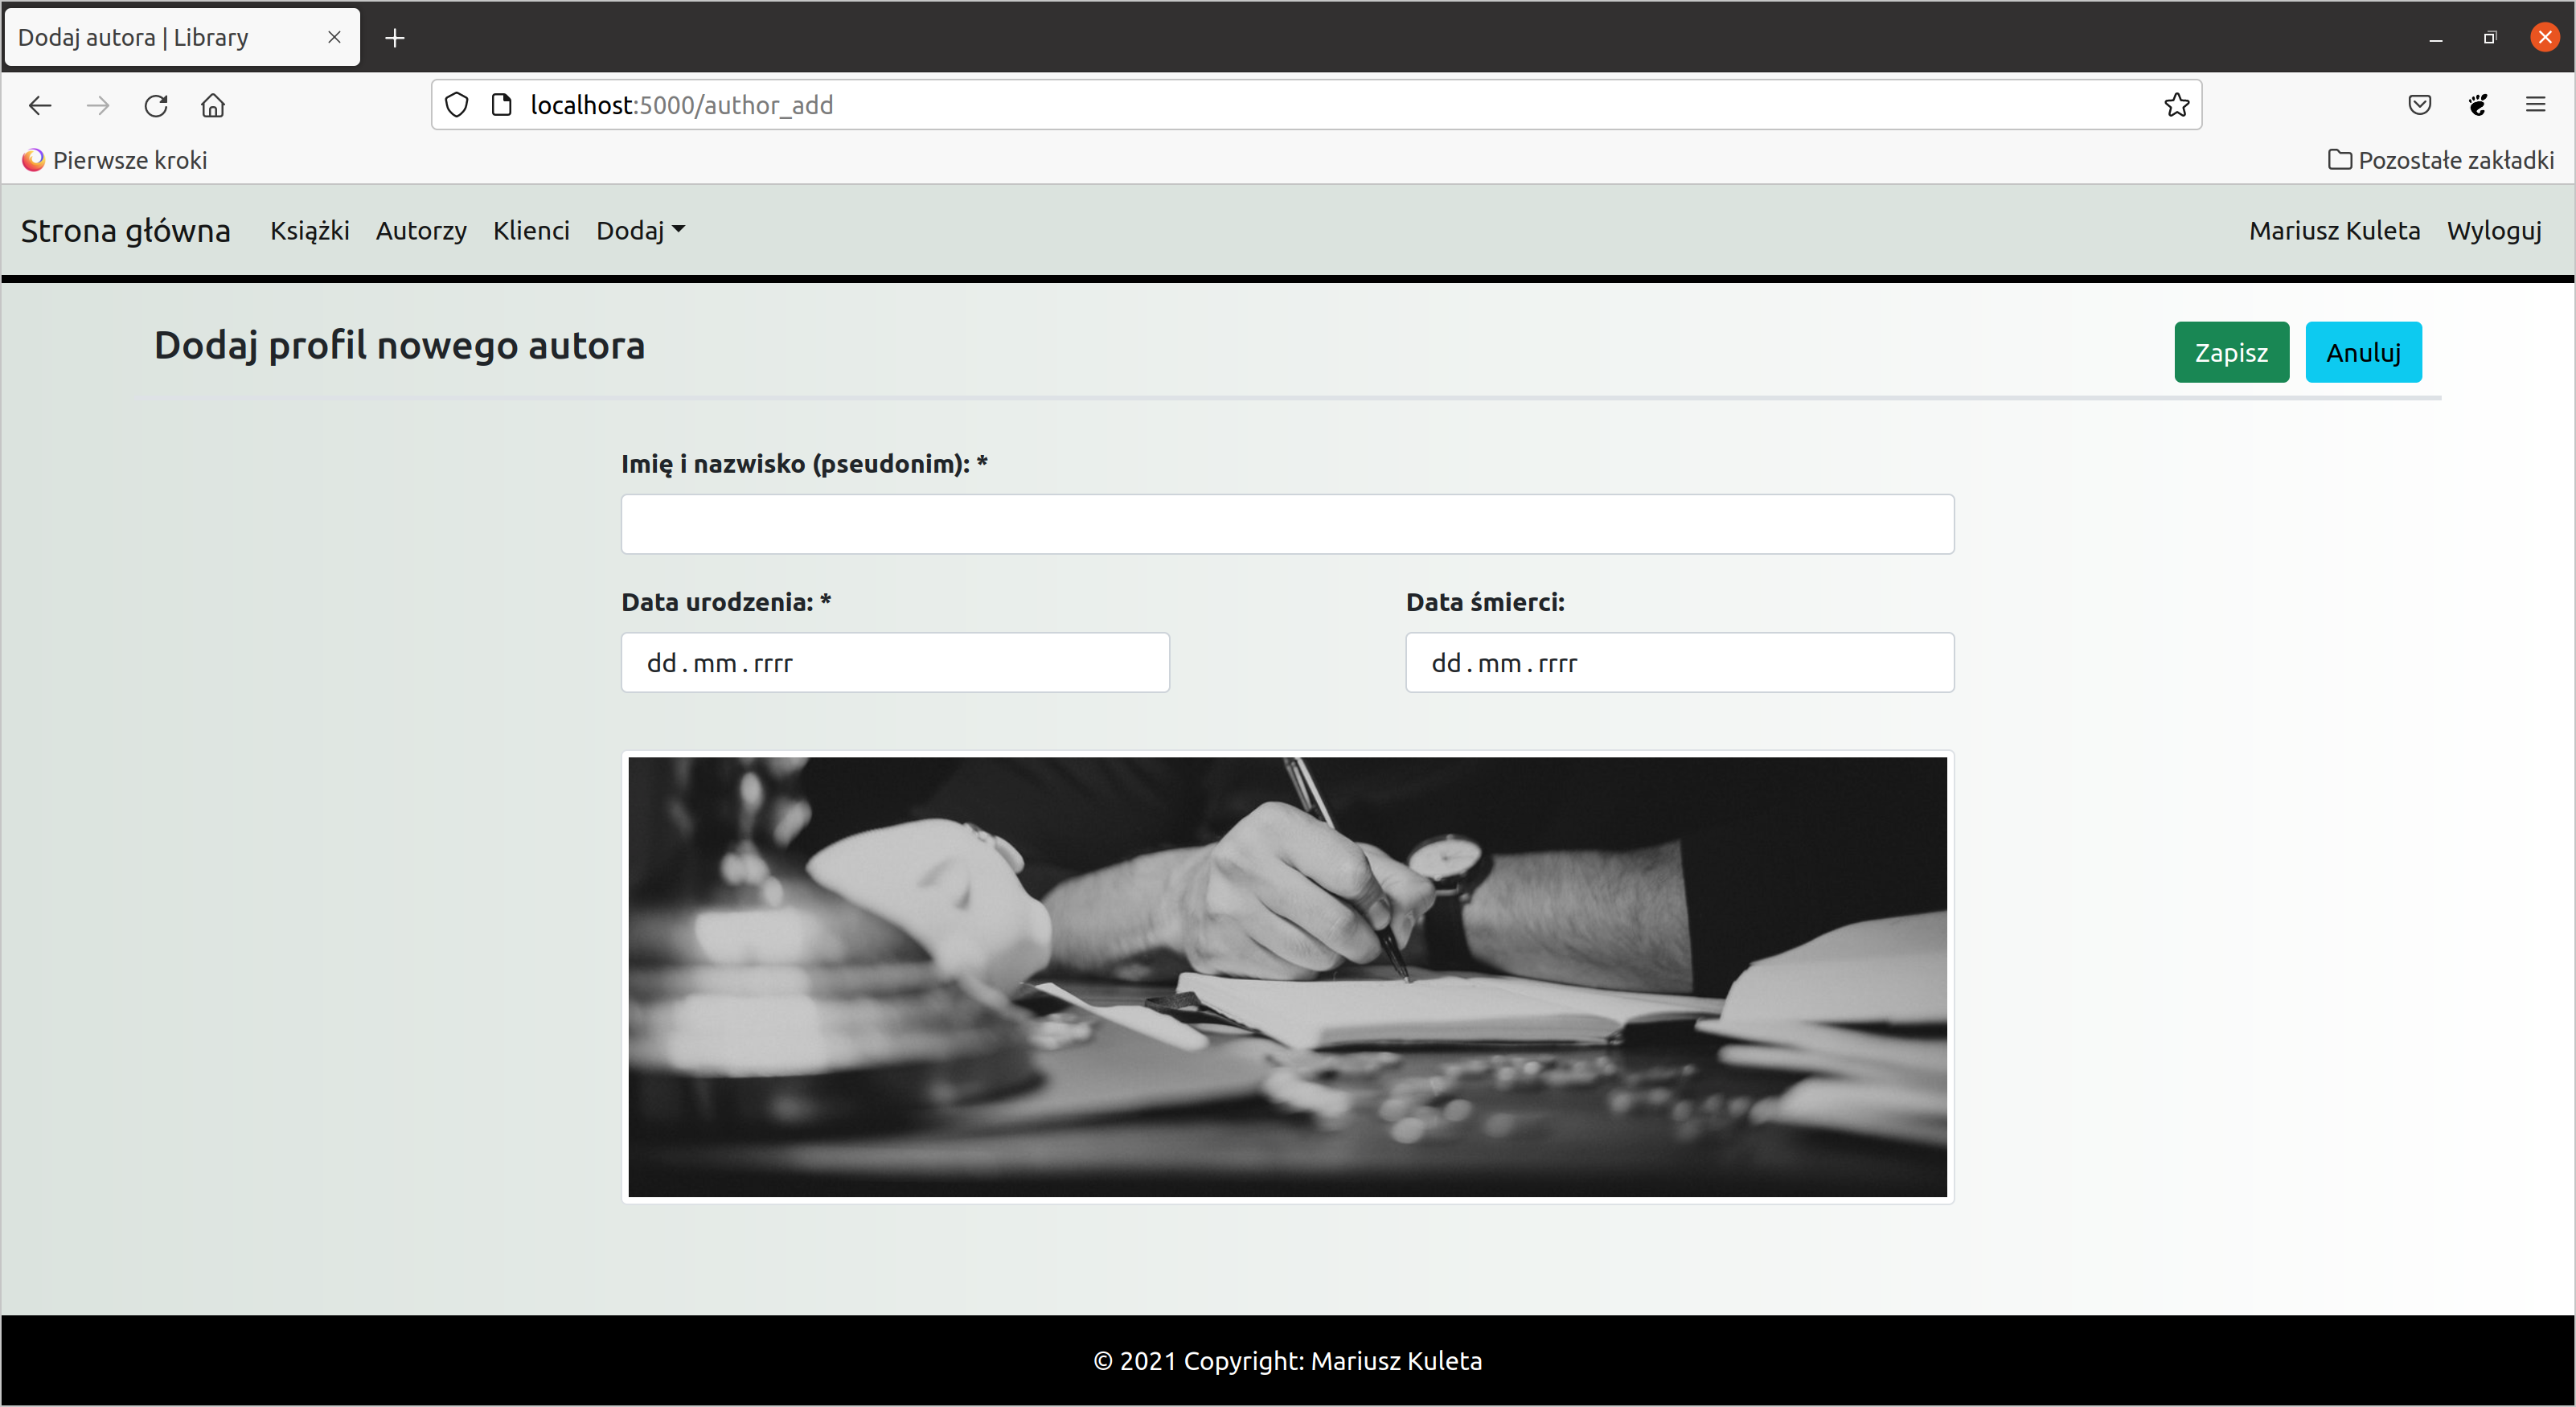 Dodaj autora | Library
localhost:5000/author_add
Pierwsze kroki
Pozostałe zakładki
Strona główna Książki Autorzy Klienci Dodaj Mariusz Kuleta Wyloguj
Dodaj profil nowego autora
Zapisz Anuluj
Imię i nazwisko (pseudonim): *
Data urodzenia: * Data śmierci:
dd.mm.rrrr dd.mm.rrrr
© 2021 Copyright: Mariusz Kuleta